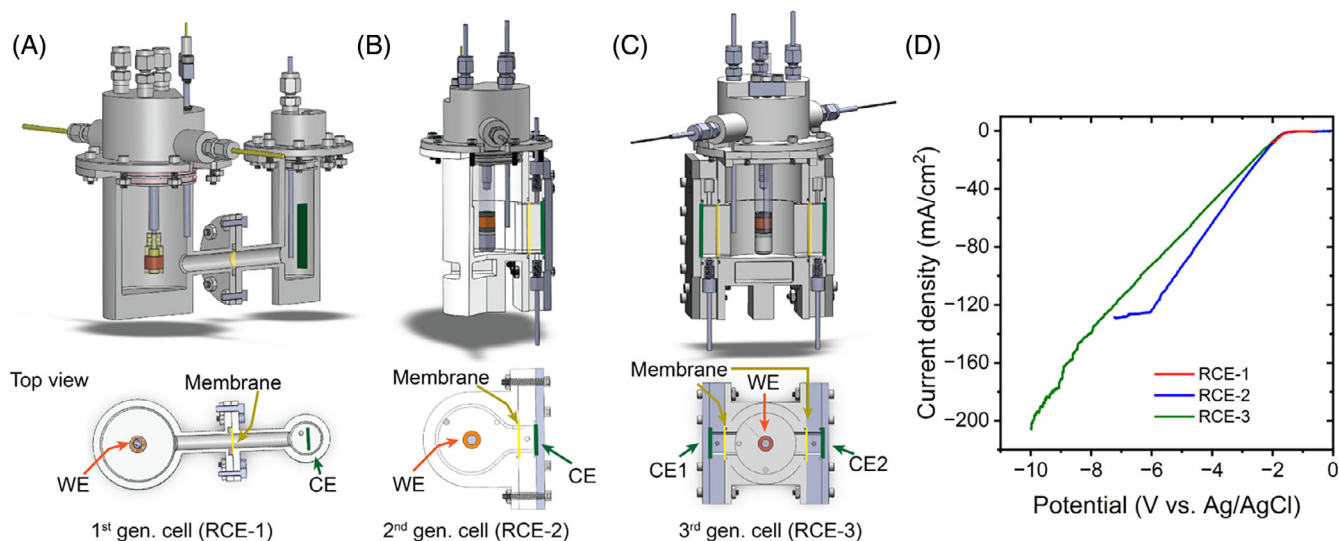 (A)
(B)
(C)
(D)
Top view
Membrane
WE
CE
1st gen. cell (RCE-1)
Membrane
WE
CE
2nd gen. cell (RCE-2)
Membrane
WE
CE1
CE2
3rd gen. cell (RCE-3)
Current density (mA/cm2)
0
−40
−80
−120
−160
−200
RCE-1
RCE-2
RCE-3
−10
−8
−6
−4
−2
0
Potential (V vs. Ag/AgCl)